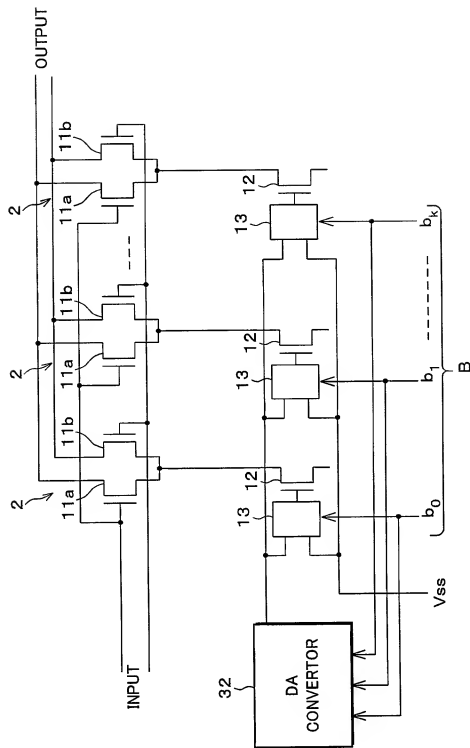 OUTPUT
2
11a
11b
2
11a
11b
2
11a
11b
INPUT
12
13
12
13
12
13
32
DA
CONVERTOR
Vss
b0
b1
bk
B